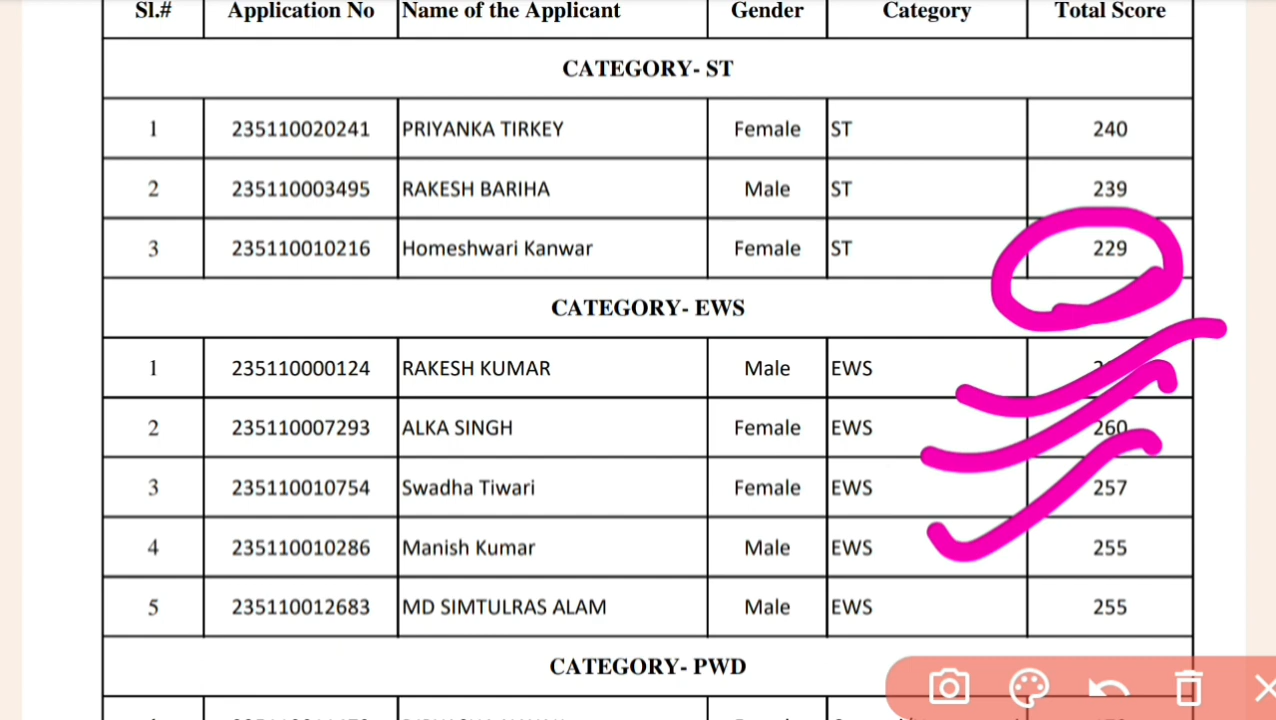 Sl.# Application No Name of the Applicant Gender Category Total Score
CATEGORY- ST
1 235110020241 PRIYANKA TIRKEY Female ST 240
2 235110003495 RAKESH BARIHA Male ST 239
3 235110010216 Homeshwari Kanwar Female ST 229
CATEGORY- EWS
1 235110000124 RAKESH KUMAR Male EWS
2 235110007293 ALKA SINGH Female EWS 260
3 235110010754 Swadha Tiwari Female EWS 257
4 235110010286 Manish Kumar Male EWS 255
5 235110012683 MD SIMTULRAS ALAM Male EWS 255
CATEGORY- PWD